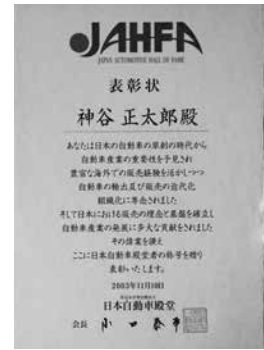 JAHFA
JAPAN AUTOMOTIVE HALL OF FAME
表彰状
神谷 正太郎殿
あなたは日本の自動車の草創の時代から
自動車産業の重要性を予見され
豊富な海外での販売経験を活かしつつ
自動車の輸出及び販売の近代化
組織化に専念されました
そして日本における販売の理念と基盤を確立し
自動車産業の発展に多大な貢献をされました
その偉業を讃え
ここに日本自動車殿堂者の称号を贈り
表彰いたします。
2003年11月10日
日本自動車殿堂
会長